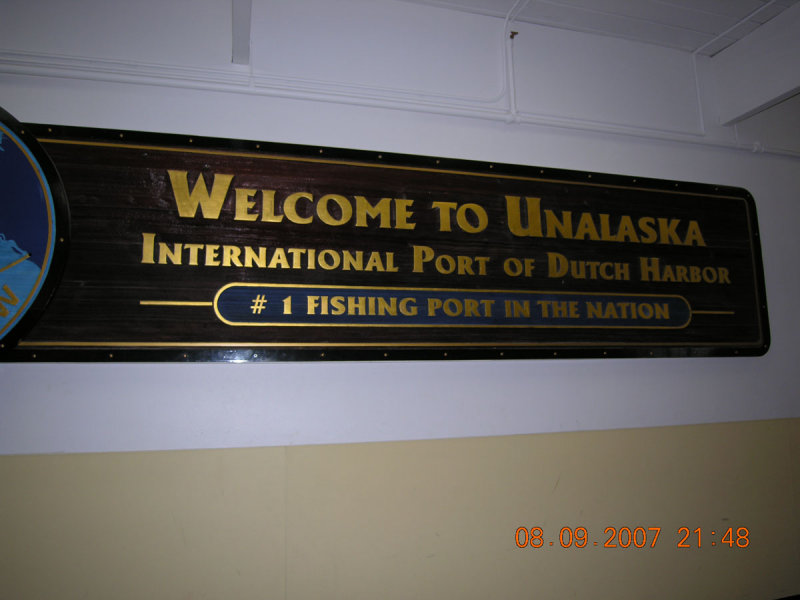 WELCOME TO UNALASKA
INTERNATIONAL PORT OF DUTCH HARBOR
# 1 FISHING PORT IN THE NATION
08.09.2007 21:48